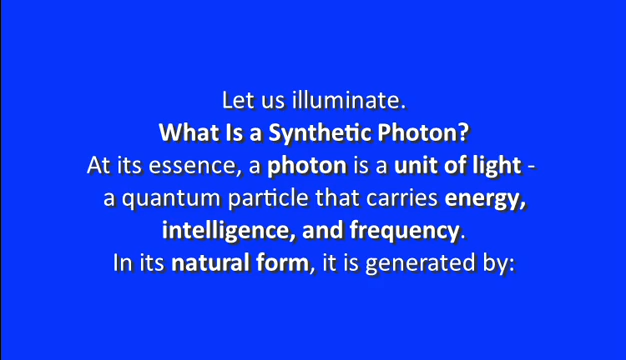 Let us illuminate.
What Is a Synthetic Photon?
At its essence, a photon is a unit of light -
a quantum particle that carries energy,
intelligence, and frequency.
In its natural form, it is generated by: